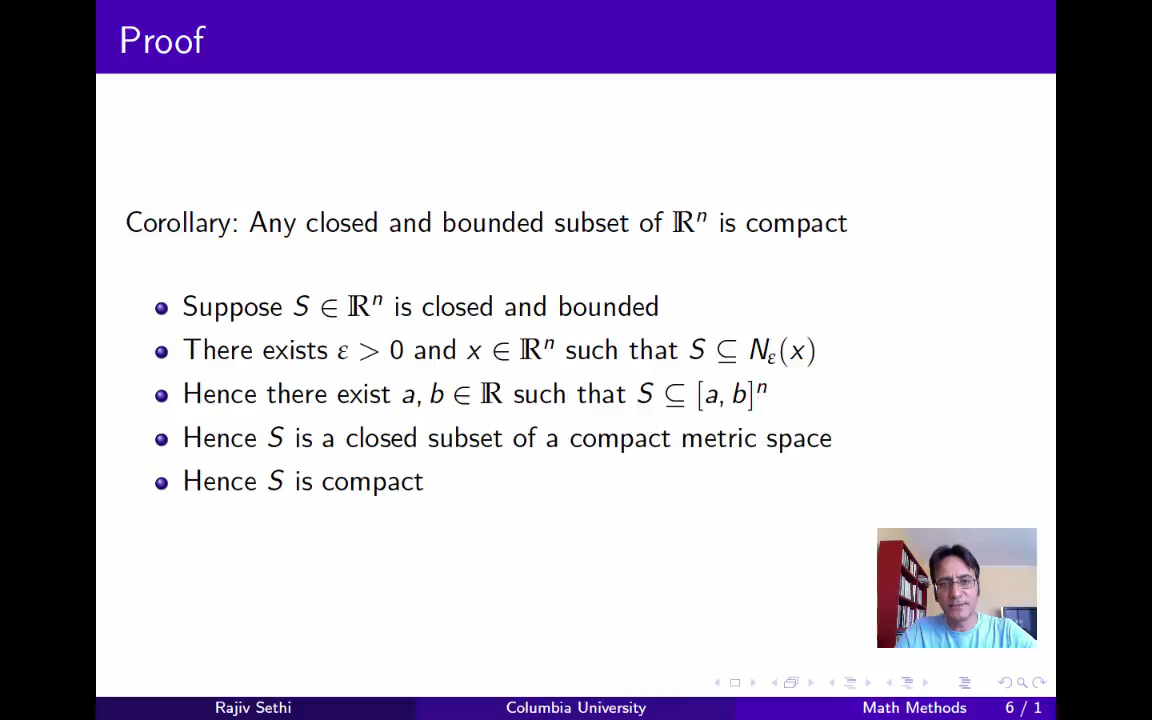 Proof
Corollary: Any closed and bounded subset of ℝⁿ is compact
Suppose S ∈ ℝⁿ is closed and bounded
There exists ε > 0 and x ∈ ℝⁿ such that S ⊆ Nε(x)
Hence there exist a, b ∈ ℝ such that S ⊆ [a, b]ⁿ
Hence S is a closed subset of a compact metric space
Hence S is compact
Rajiv Sethi Columbia University Math Methods 6 / 1